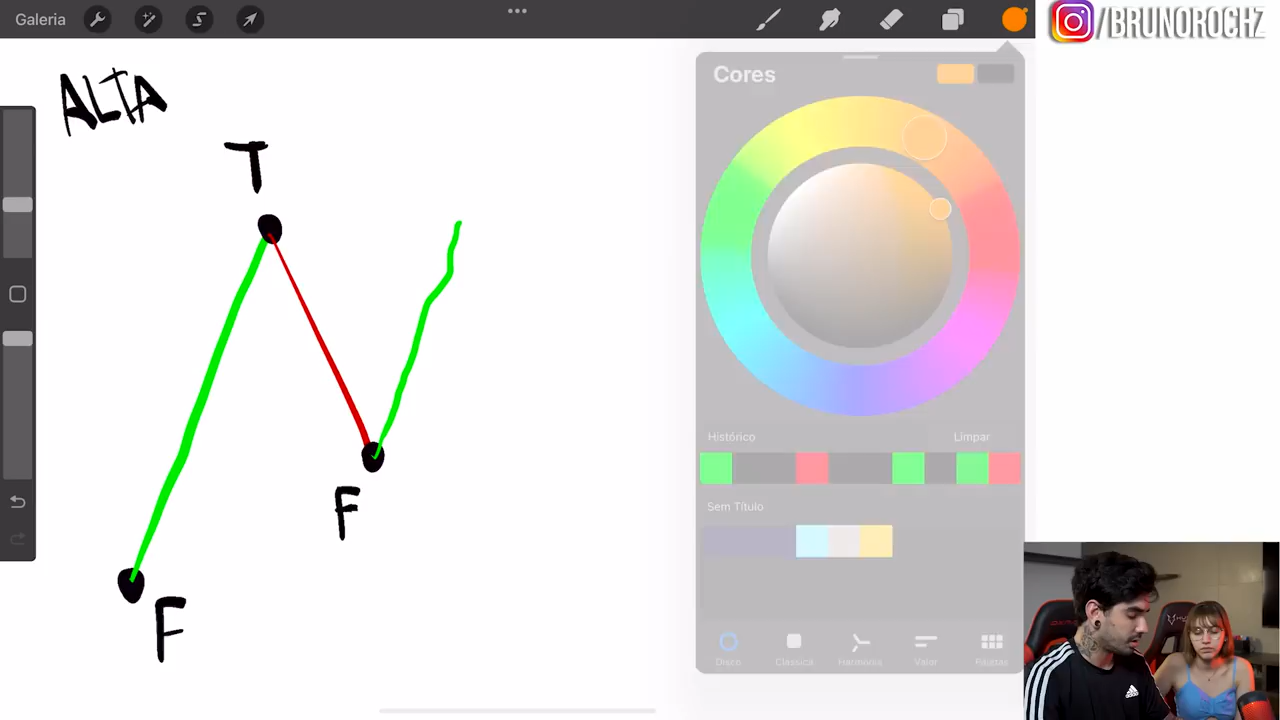 Galeria
/BRUNOROCHZ
Cores
ALTA
T
F
F
Histórico
Limpar
Sem Título
Disco
Clássica
Harmonia
Valor
Paletas